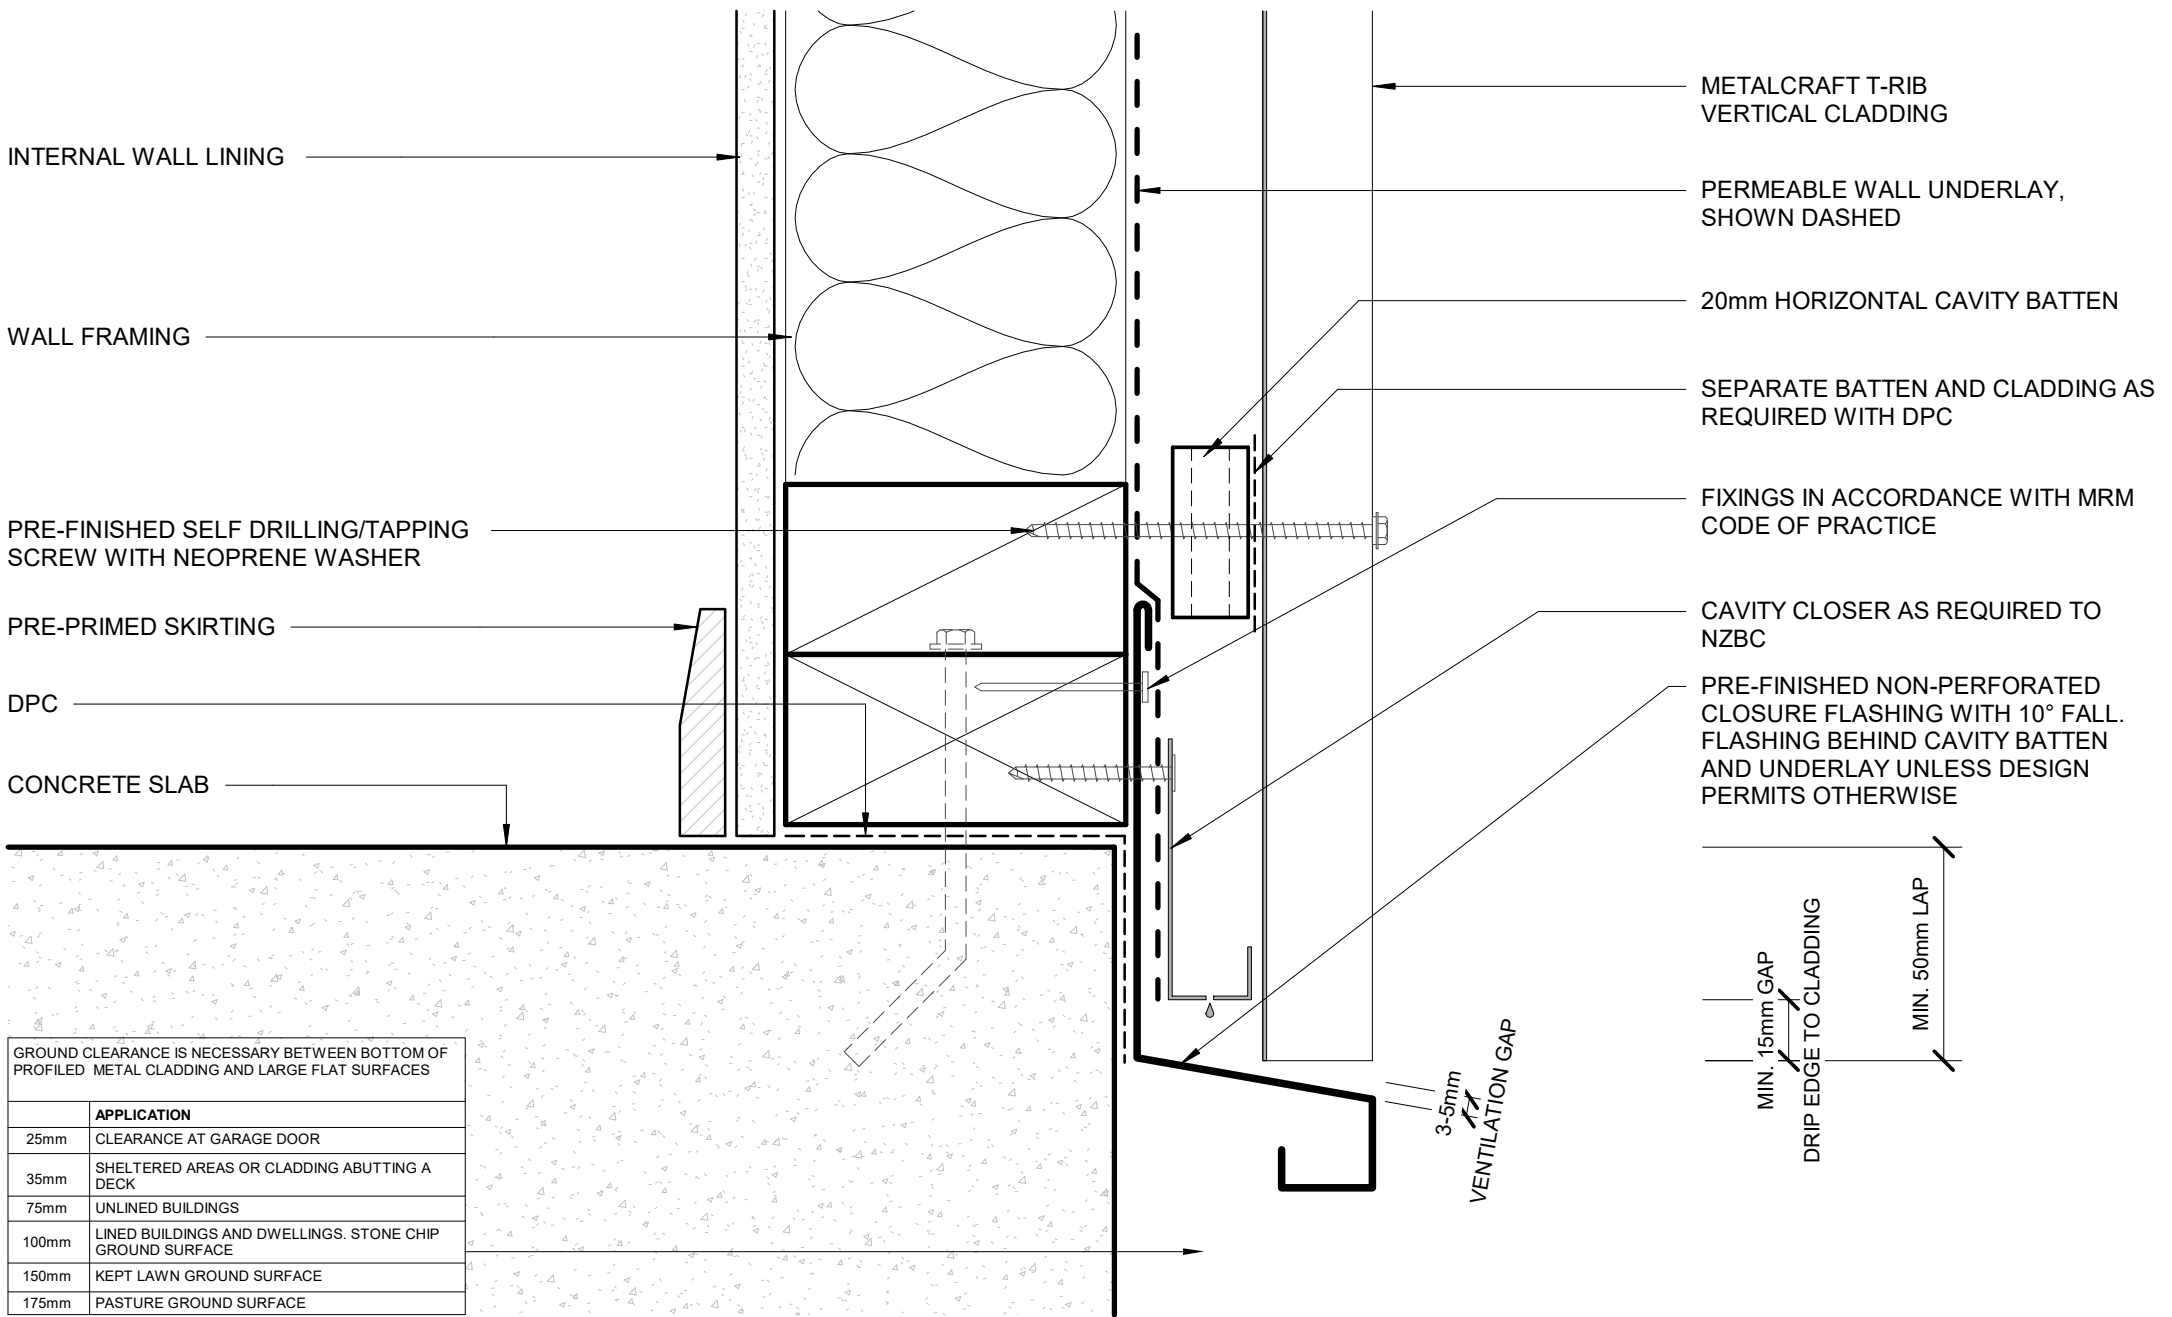 INTERNAL WALL LINING
WALL FRAMING
PRE-FINISHED SELF DRILLING/TAPPING
SCREW WITH NEOPRENE WASHER
PRE-PRIMED SKIRTING
DPC
CONCRETE SLAB
METALCRAFT T-RIB
VERTICAL CLADDING
PERMEABLE WALL UNDERLAY,
SHOWN DASHED
20mm HORIZONTAL CAVITY BATTEN
SEPARATE BATTEN AND CLADDING AS
REQUIRED WITH DPC
FIXINGS IN ACCORDANCE WITH MRM
CODE OF PRACTICE
CAVITY CLOSER AS REQUIRED TO
NZBC
PRE-FINISHED NON-PERFORATED
CLOSURE FLASHING WITH 10° FALL.
FLASHING BEHIND CAVITY BATTEN
AND UNDERLAY UNLESS DESIGN
PERMITS OTHERWISE
3-5mm
VENTILATION GAP
MIN. 15mm GAP
DRIP EDGE TO CLADDING
MIN. 50mm LAP
GROUND CLEARANCE IS NECESSARY BETWEEN BOTTOM OF
PROFILED METAL CLADDING AND LARGE FLAT SURFACES
APPLICATION
25mm CLEARANCE AT GARAGE DOOR
35mm SHELTERED AREAS OR CLADDING ABUTTING A
DECK
75mm UNLINED BUILDINGS
100mm LINED BUILDINGS AND DWELLINGS. STONE CHIP
GROUND SURFACE
150mm KEPT LAWN GROUND SURFACE
175mm PASTURE GROUND SURFACE